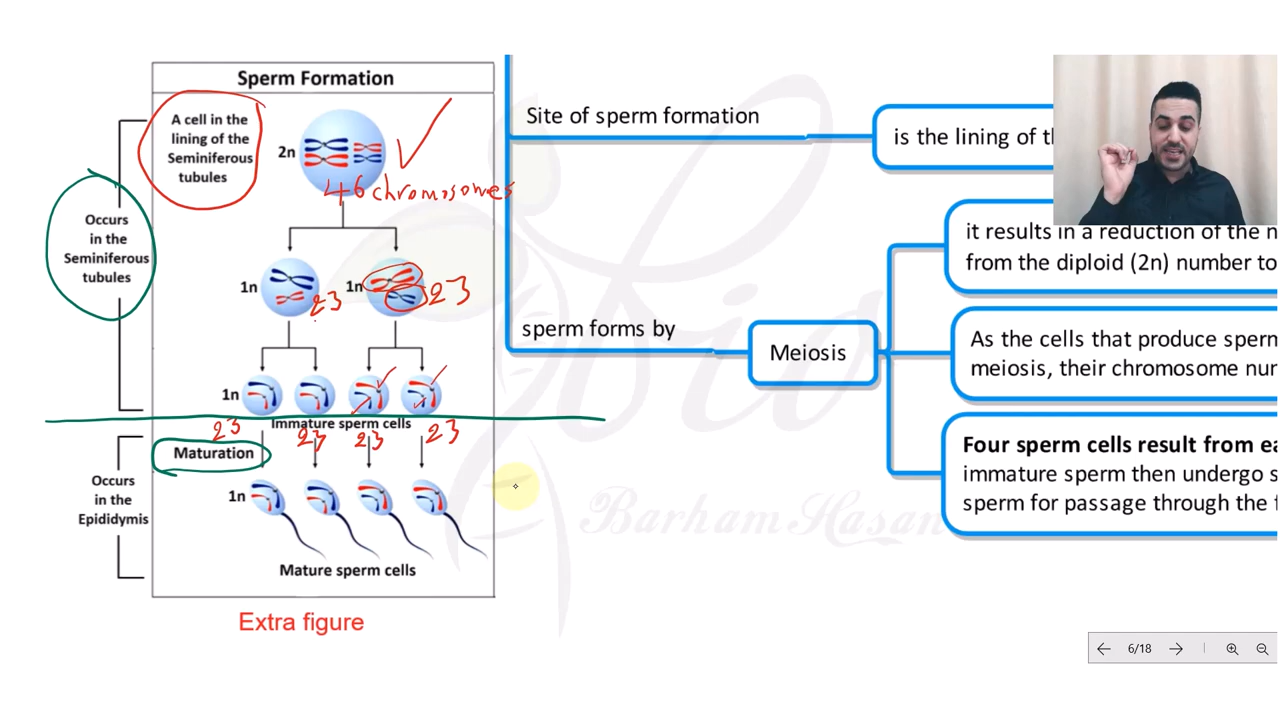 Sperm Formation
A cell in the
lining of the
Seminiferous
tubules
2n
46 chromosomes
Occurs
in the
Seminiferous
tubules
1n
23
1n
23
1n
Immature sperm cells
23
23
23
23
Maturation
Occurs
in the
Epididymis
1n
Mature sperm cells
Extra figure
Site of sperm formation
is the lining of
sperm forms by
Meiosis
it results in a reduction of the
from the diploid (2n) number to
As the cells that produce sperm
meiosis, their chromosome
Four sperm cells result from
immature sperm then undergo
sperm for passage through the
Bio
Barham Hasan
6/18